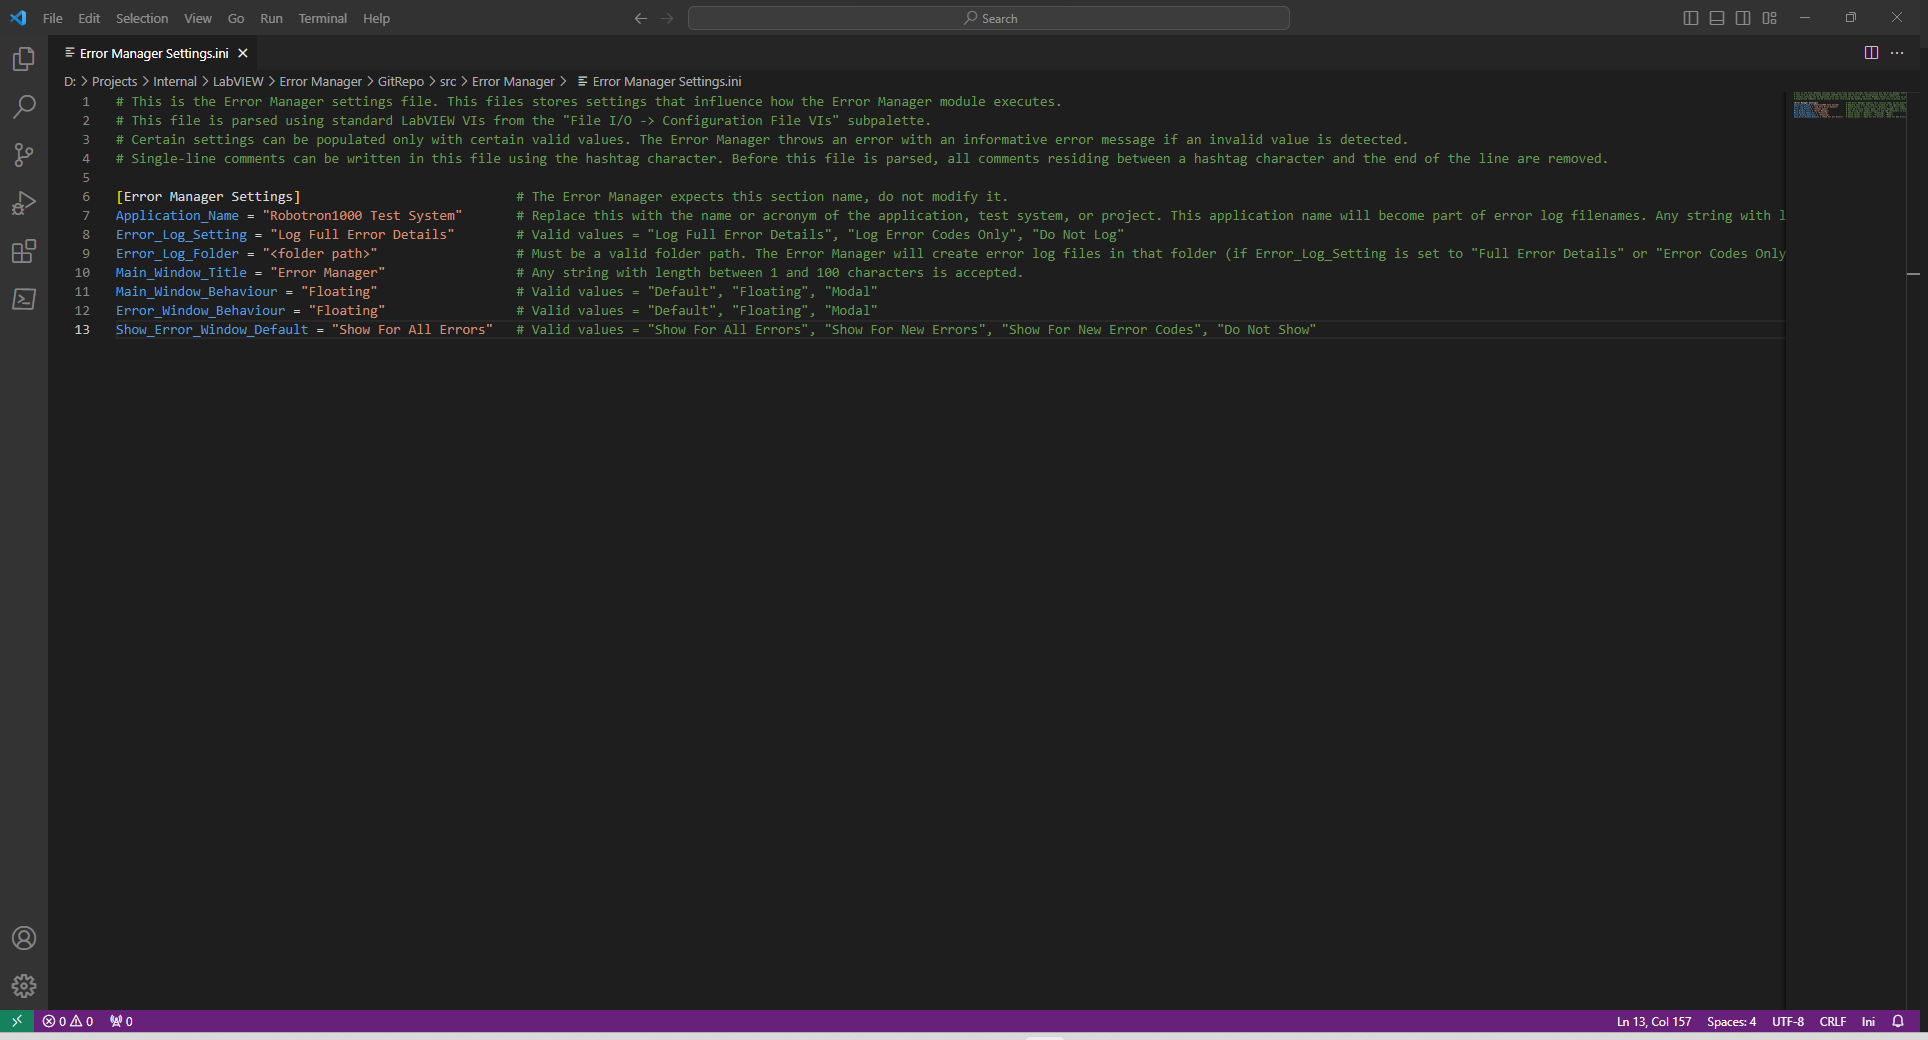 File Edit Selection View Go Run Terminal Help
Search
Error Manager Settings.ini
D: > Projects > Internal > LabVIEW > Error Manager > GitRepo > src > Error Manager > Error Manager Settings.ini
1 # This is the Error Manager settings file. This files stores settings that influence how the Error Manager module executes.
2 # This file is parsed using standard LabVIEW VIs from the "File I/O -> Configuration File VIs" subpalette.
3 # Certain settings can be populated only with certain valid values. The Error Manager throws an error with an informative error message if an invalid value is detected.
4 # Single-line comments can be written in this file using the hashtag character. Before this file is parsed, all comments residing between a hashtag character and the end of the line are removed.
5
6 [Error Manager Settings] # The Error Manager expects this section name, do not modify it.
7 Application_Name = "Robotron1000 Test System" # Replace this with the name or acronym of the application, test system, or project. This application name will become part of error log filenames. Any string with l
8 Error_Log_Setting = "Log Full Error Details" # Valid values = "Log Full Error Details", "Log Error Codes Only", "Do Not Log"
9 Error_Log_Folder = "<folder path>" # Must be a valid folder path. The Error Manager will create error log files in that folder (if Error_Log_Setting is set to "Full Error Details" or "Error Codes Only
10 Main_Window_Title = "Error Manager" # Any string with length between 1 and 100 characters is accepted.
11 Main_Window_Behaviour = "Floating" # Valid values = "Default", "Floating", "Modal"
12 Error_Window_Behaviour = "Floating" # Valid values = "Default", "Floating", "Modal"
13 Show_Error_Window_Default = "Show For All Errors" # Valid values = "Show For All Errors", "Show For New Errors", "Show For New Error Codes", "Do Not Show"
0 0 0 Ln 13, Col 157 Spaces: 4 UTF-8 CRLF Ini